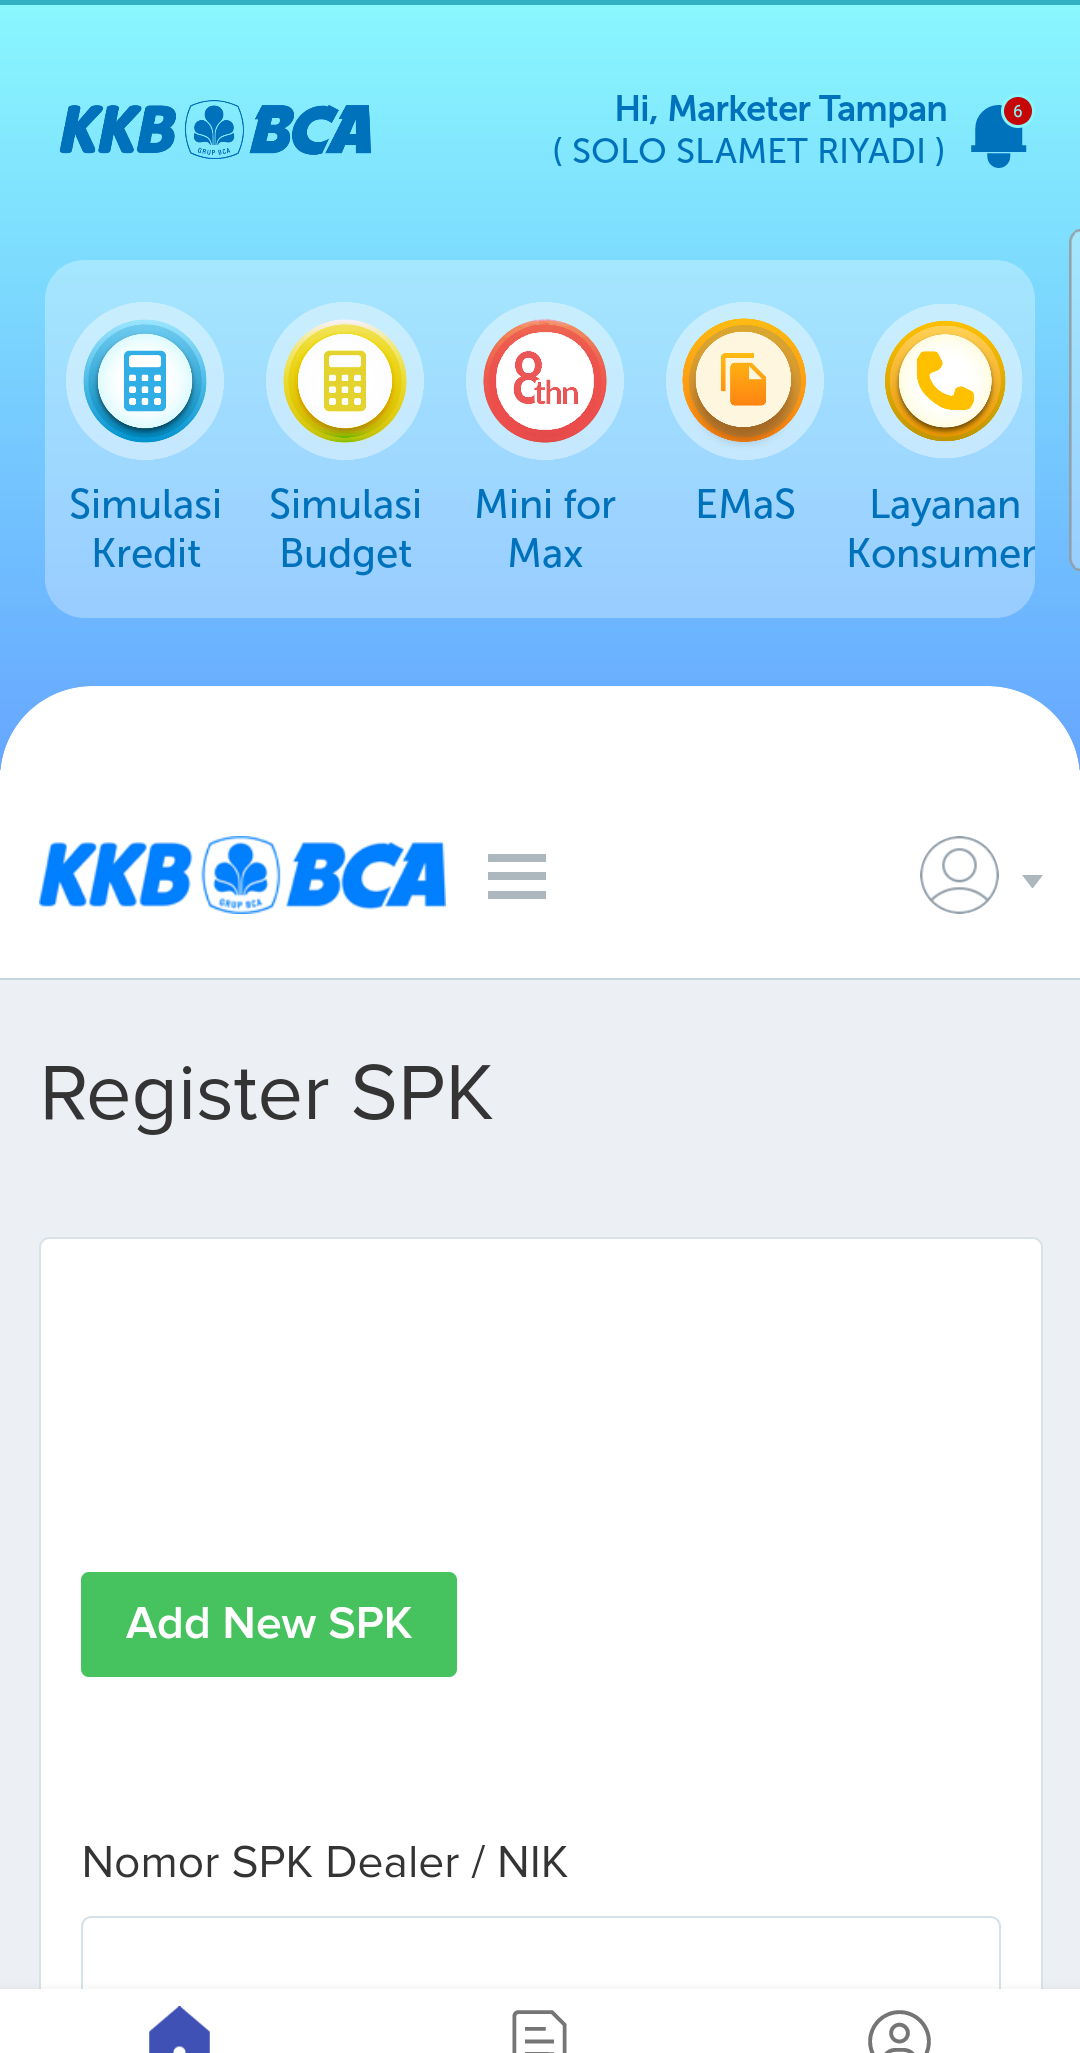 KKB GRUP BCA BCA
Hi, Marketer Tampan
( SOLO SLAMET RIYADI )
6
8thn
Simulasi Kredit
Simulasi Budget
Mini for Max
EMaS
Layanan Konsumen
KKB GRUP BCA BCA
Register SPK
Add New SPK
Nomor SPK Dealer / NIK